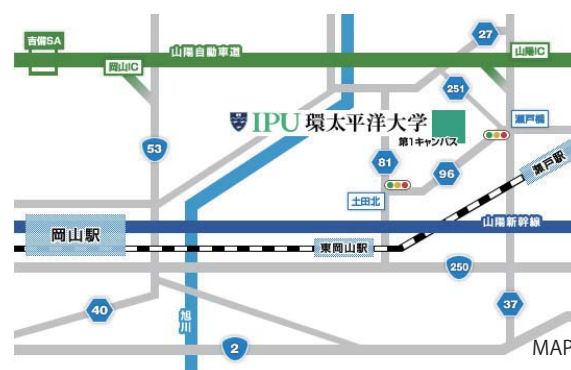 吉備SA
27
山陽自動車道
山陽IC
岡山IC
251
IPU 環太平洋大学
瀬戸橋
第1キャンパス
53
81
96
瀬戸駅
土田北
山陽新幹線
岡山駅
東岡山駅
250
40
旭川
37
2
MAP